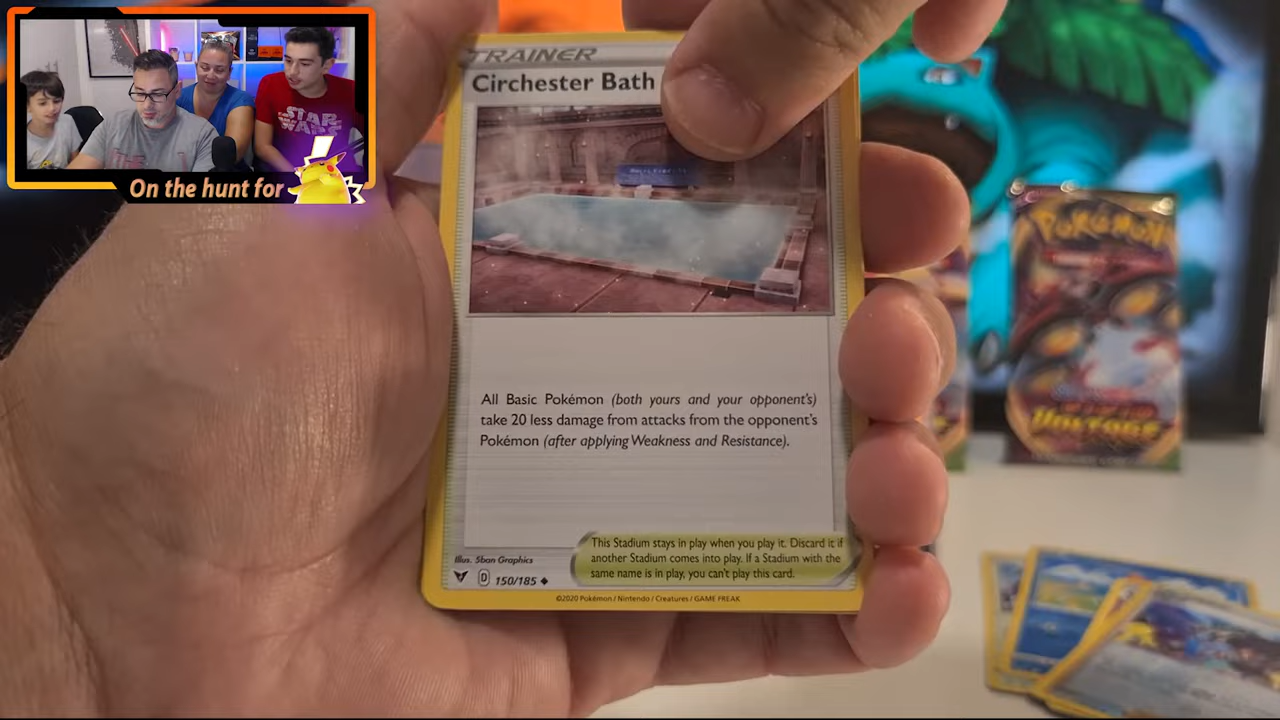 TRAINER
Circhester Bath
STAR
WARS
On the hunt for
POKéMON
VOLTAGE
All Basic Pokémon (both yours and your opponent's)
take 20 less damage from attacks from the opponent's
Pokémon (after applying Weakness and Resistance).
This Stadium stays in play when you play it. Discard it if
another Stadium comes into play. If a Stadium with the
same name is in play, you can't play this card.
Illus. 5ban Graphics
D 150/185
©2020 Pokémon / Nintendo / Creatures / GAME FREAK